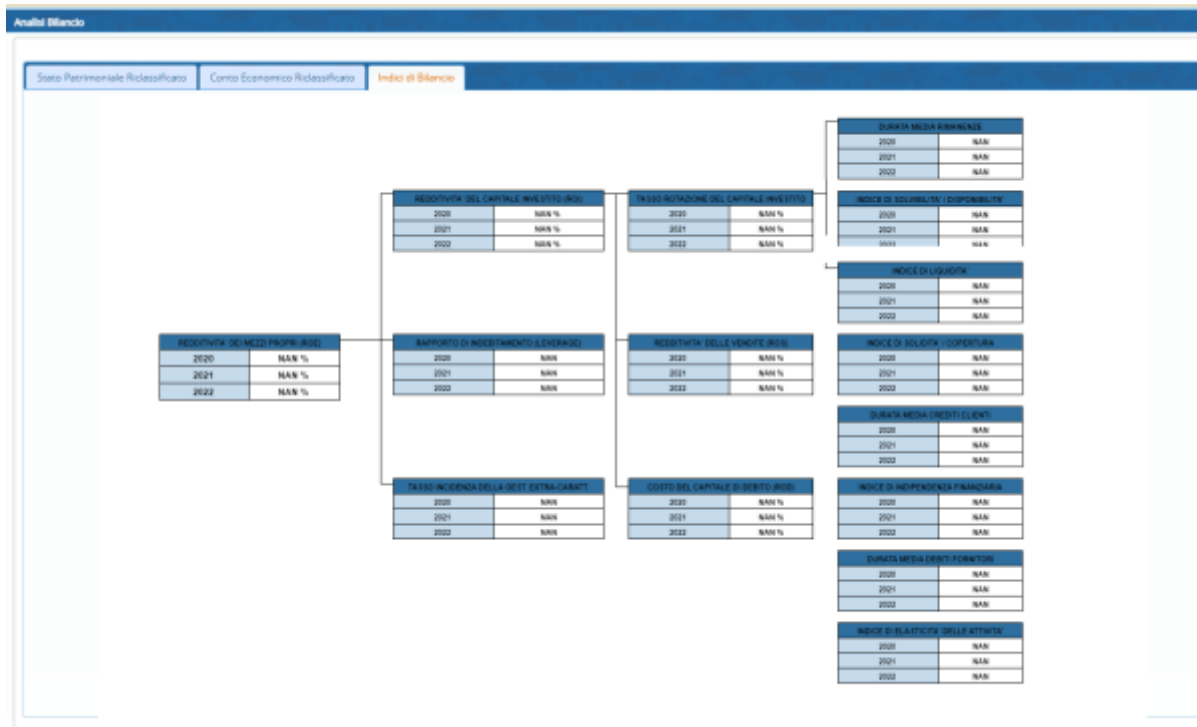 Analisi Bilancio
Stato Patrimoniale Riclassificato
Conto Economico Riclassificato
Indici di Bilancio
REDDITIVITA' DEI MEZZI PROPRI (ROE)
2020 NAN %
2021 NAN %
2022 NAN %
REDDITIVITA' DEL CAPITALE INVESTITO (ROI)
2020 NAN %
2021 NAN %
2022 NAN %
RAPPORTO DI INDEBITAMENTO (LEVERAGE)
2020 NAN
2021 NAN
2022 NAN
TASSO INCIDENZA DELLA GEST. EXTRA-CARATT.
2020 NAN
2021 NAN
2022 NAN
TASSO ROTAZIONE DEL CAPITALE INVESTITO
2020 NAN %
2021 NAN %
2022 NAN %
REDDITIVITA' DELLE VENDITE (ROS)
2020 NAN %
2021 NAN %
2022 NAN %
COSTO DEL CAPITALE DI DEBITO (ROD)
2020 NAN %
2021 NAN %
2022 NAN %
DURATA MEDIA RIMANENZE
2020 NAN
2021 NAN
2022 NAN
INDICE DI SOLVIBILITA' / DISPONIBILITA'
2020 NAN
2021 NAN
2022 NAN
INDICE DI LIQUIDITA'
2020 NAN
2021 NAN
2022 NAN
INDICE DI SOLIDITA' / COPERTURA
2020 NAN
2021 NAN
2022 NAN
DURATA MEDIA CREDITI CLIENTI
2020 NAN
2021 NAN
2022 NAN
INDICE DI INDIPENDENZA FINANZIARIA
2020 NAN
2021 NAN
2022 NAN
DURATA MEDIA DEBITI FORNITORI
2020 NAN
2021 NAN
2022 NAN
INDICE DI ELASTICITA' DELLE ATTIVITA'
2020 NAN
2021 NAN
2022 NAN